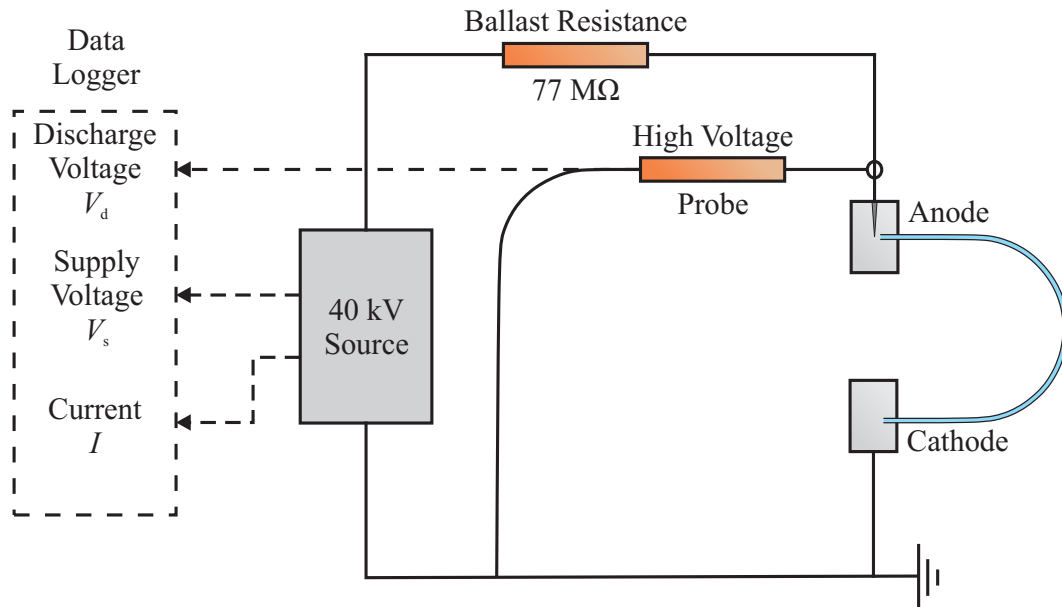 Data
Logger
Discharge
Voltage
V_d
Supply
Voltage
V_s
Current
I
40 kV
Source
Ballast Resistance
77 MΩ
High Voltage
Probe
Anode
Cathode